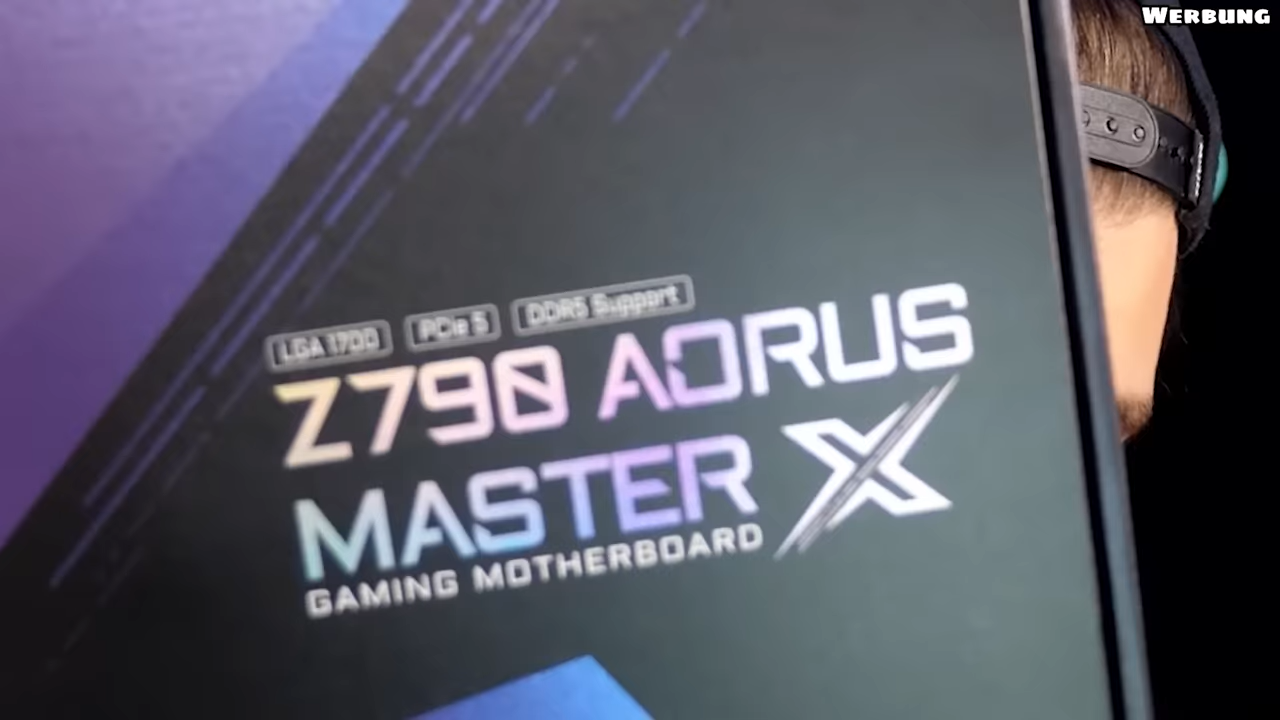 WERBUNG
LGA 1700 PCIe 5 DDR5 Support
Z790 AORUS
MASTER X
GAMING MOTHERBOARD